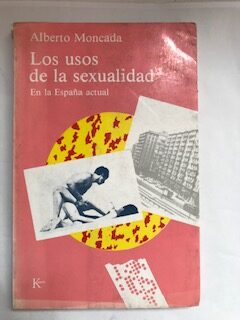 Alberto Moncada
Los usos
de la sexualidad
En la España actual
K